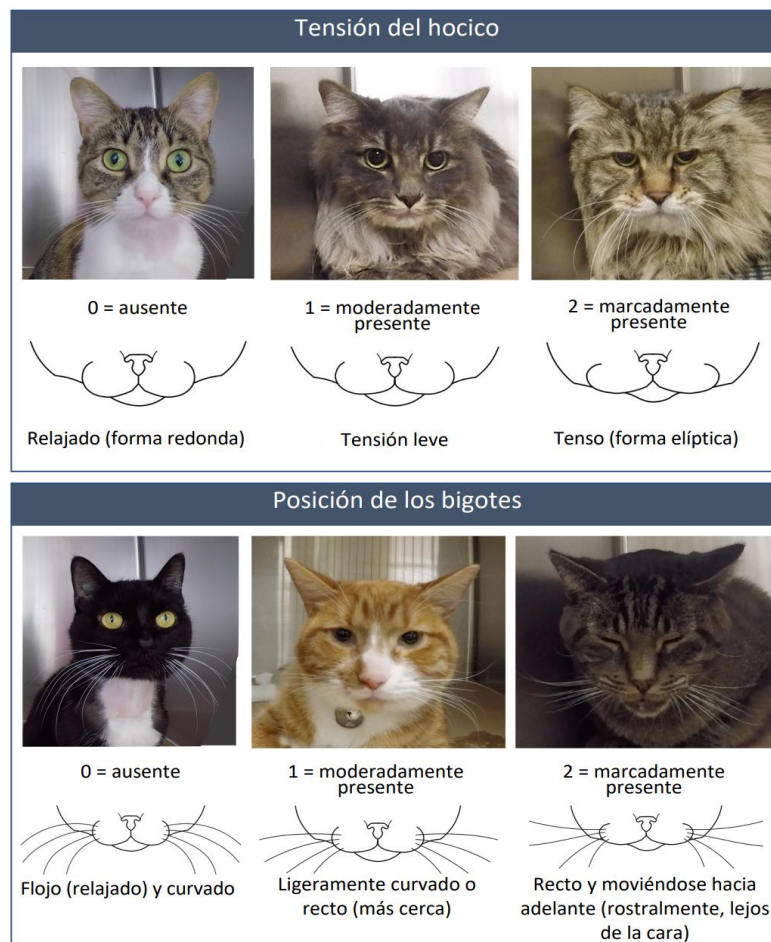 Tensión del hocico
0 = ausente
1 = moderadamente
presente
2 = marcadamente
presente
Relajado (forma redonda)
Tensión leve
Tenso (forma elíptica)
Posición de los bigotes
0 = ausente
1 = moderadamente
presente
2 = marcadamente
presente
Flojo (relajado) y curvado
Ligeramente curvado o
recto (más cerca)
Recto y moviéndose hacia
adelante (rostralmente, lejos
de la cara)